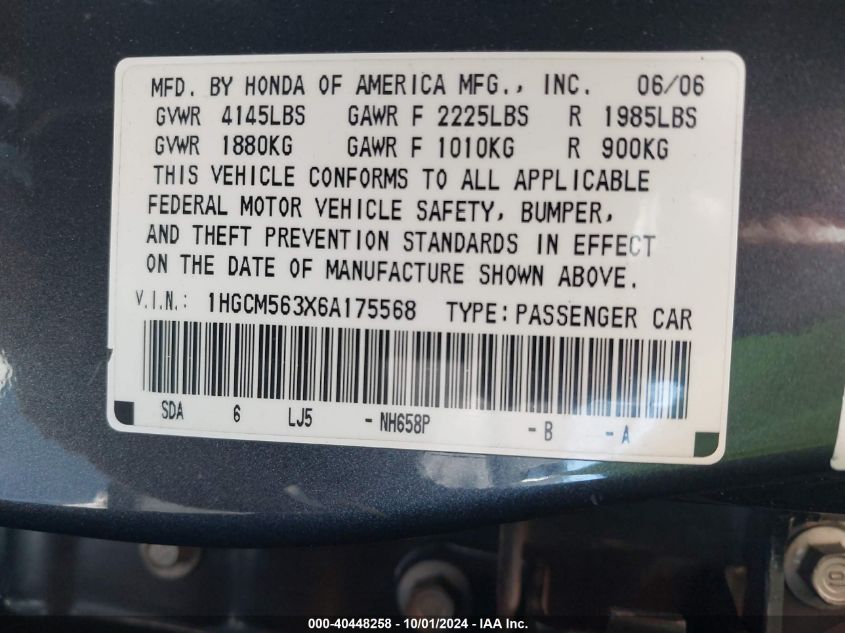 MFD. BY HONDA OF AMERICA MFG., INC. 06/06
GVWR 4145LBS GAWR F 2225LBS R 1985LBS
GVWR 1880KG GAWR F 1010KG R 900KG
THIS VEHICLE CONFORMS TO ALL APPLICABLE
FEDERAL MOTOR VEHICLE SAFETY, BUMPER,
AND THEFT PREVENTION STANDARDS IN EFFECT
ON THE DATE OF MANUFACTURE SHOWN ABOVE.
V.I.N.: 1HGCM563X6A175568 TYPE: PASSENGER CAR
SDA 6 LJ5 - NH658P - B - A
000-40448258 - 10/01/2024 - IAA Inc.